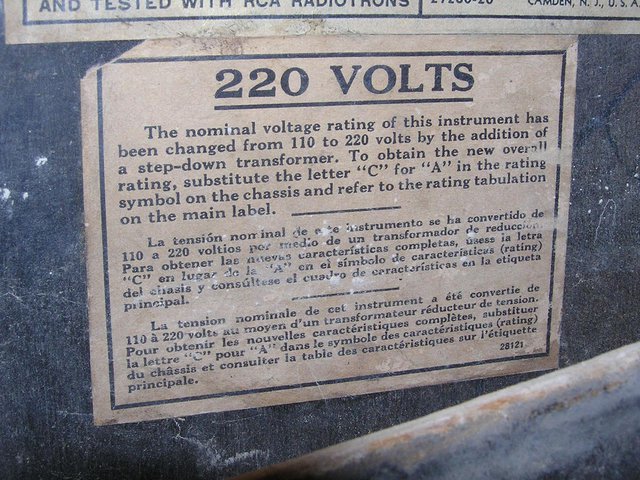 AND TESTED WITH RCA RADIOTRONS
CAMDEN, N. J., U. S. A.
220 VOLTS
The nominal voltage rating of this instrument has
been changed from 110 to 220 volts by the addition of
a step-down transformer. To obtain the new overall
rating, substitute the letter "C" for "A" in the rating
symbol on the chassis and refer to the rating tabulation
on the main label.
La tensión nominal de este instrumento se ha convertido de
110 a 220 voltios por medio de un transformador de reducción.
Para obtener las nuevas características completas, úsese la letra
"C" en lugar de la "A" en el símbolo de características (rating)
del chasis y consúltese el cuadro de características en la etiqueta
principal.
La tension nominale de cet instrument a été convertie de
110 à 220 volts au moyen d'un transformateur réducteur de tension.
Pour obtenir les nouvelles caractéristiques complètes, substituer
la lettre "C" pour "A" dans le symbole des caractéristiques (rating)
du châssis et consulter la table des caractéristiques sur l'étiquette
principale.
28121